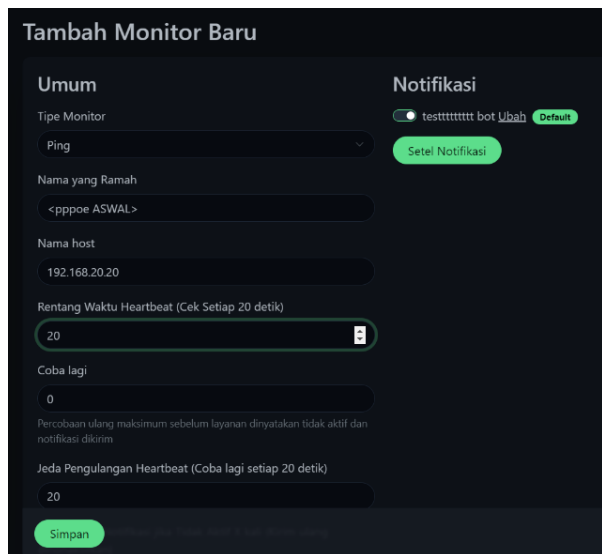 Tambah Monitor Baru
Umum
Tipe Monitor
Ping
Nama yang Ramah
<pppoe ASWAL>
Nama host
192.168.20.20
Rentang Waktu Heartbeat (Cek Setiap 20 detik)
20
Coba lagi
0
Percobaan ulang maksimum sebelum layanan dinyatakan tidak aktif dan
notifikasi dikirim
Jeda Pengulangan Heartbeat (Coba lagi setiap 20 detik)
20
Simpan
Notifikasi
testttttttttt bot Ubah Default
Setel Notifikasi